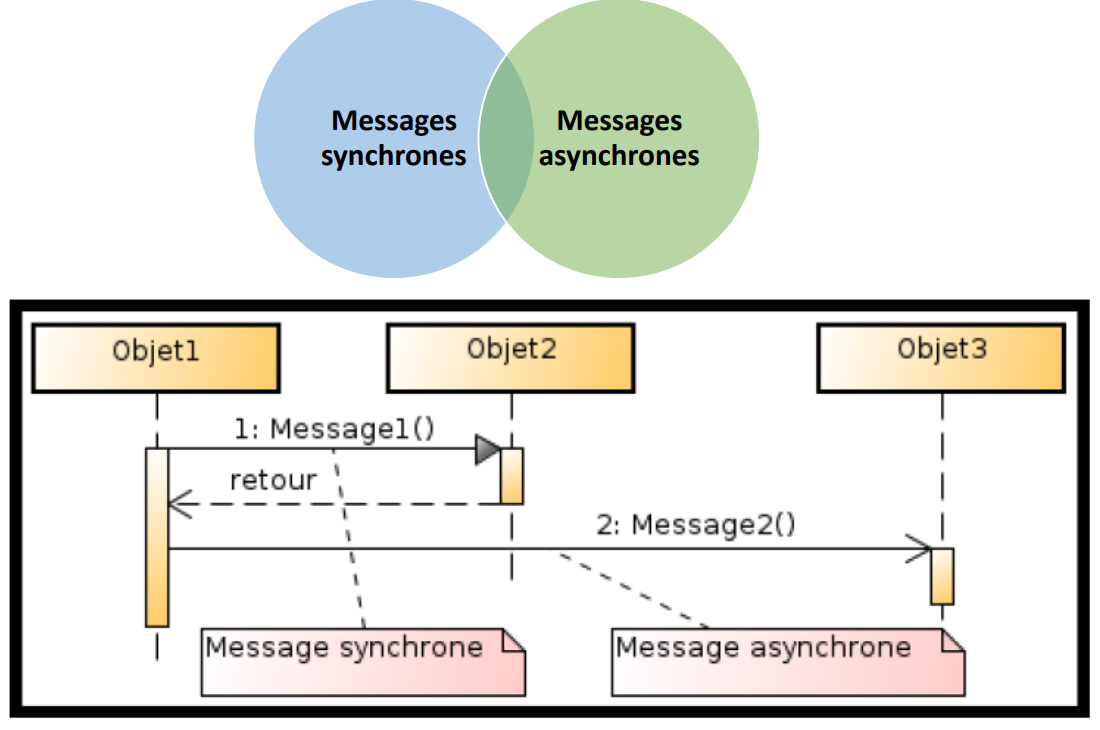 Messages
synchrones
Messages
asynchrones
Objet1
Objet2
Objet3
1: Message1()
retour
2: Message2()
Message synchrone
Message asynchrone